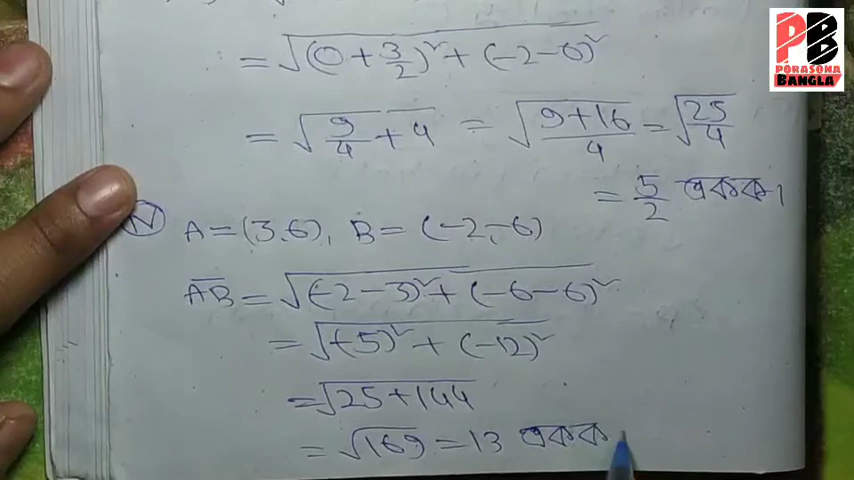 PB
PORASONA
BANGLA
= √(0 + 3/2)² + (-2-0)²
= √9/4 + 4 = √9+16/4 = √25/4
= 5/2 একক।
A = (3,6), B = (-2,-6)
AB = √(-2-3)² + (-6-6)²
= √(-5)² + (-12)²
= √25+144
= √169 = 13 একক